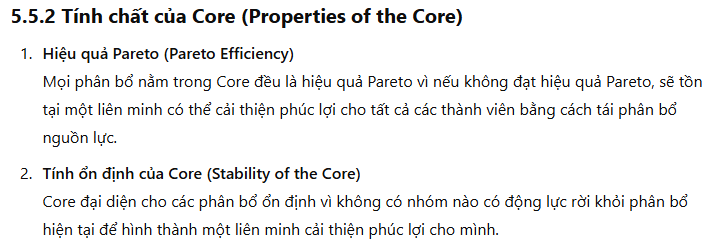 5.5.2 Tính chất của Core (Properties of the Core)
1. Hiệu quả Pareto (Pareto Efficiency)
Mọi phân bổ nằm trong Core đều là hiệu quả Pareto vì nếu không đạt hiệu quả Pareto, sẽ tồn
tại một liên minh có thể cải thiện phúc lợi cho tất cả các thành viên bằng cách tái phân bổ
nguồn lực.
2. Tính ổn định của Core (Stability of the Core)
Core đại diện cho các phân bổ ổn định vì không có nhóm nào có động lực rời khỏi phân bổ
hiện tại để hình thành một liên minh cải thiện phúc lợi cho mình.